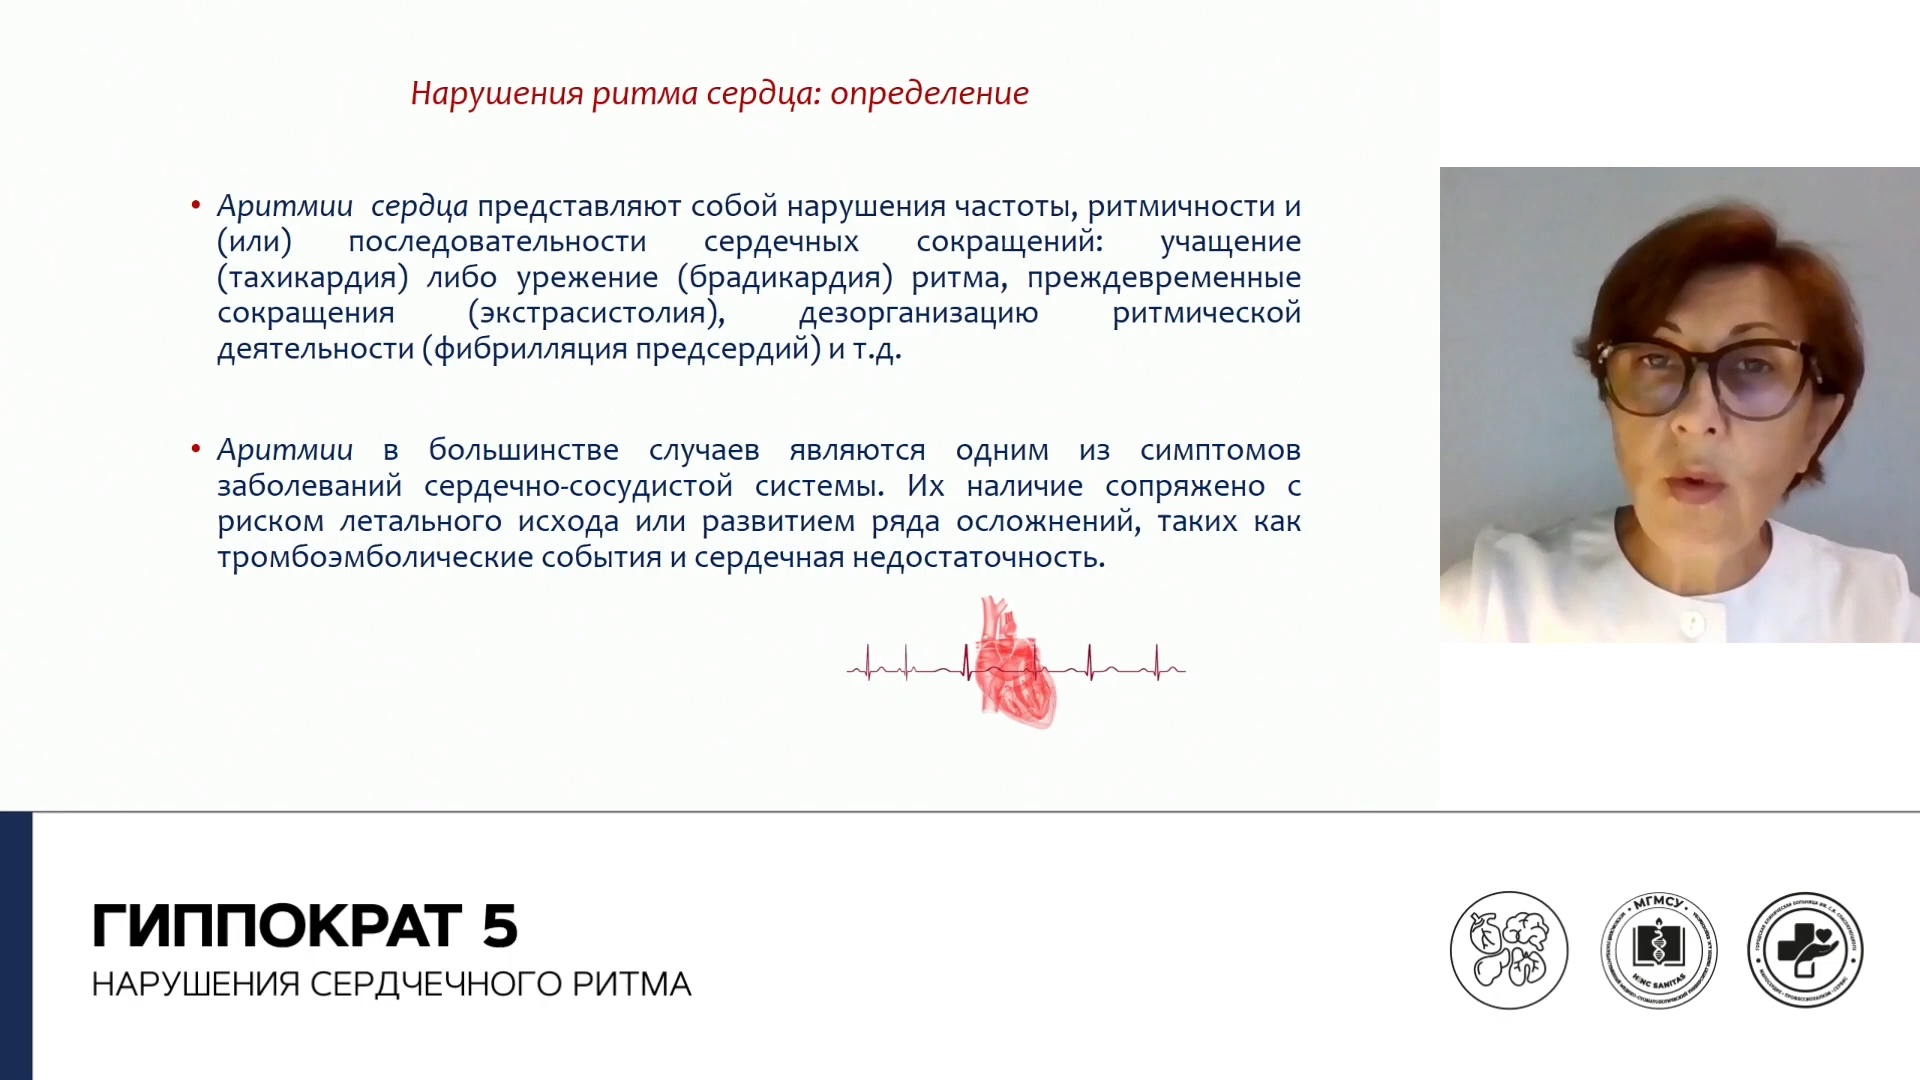 Нарушения ритма сердца: определение
• Аритмии сердца представляют собой нарушения частоты, ритмичности и
(или) последовательности сердечных сокращений: учащение
(тахикардия) либо урежение (брадикардия) ритма, преждевременные
сокращения (экстрасистолия), дезорганизацию ритмической
деятельности (фибрилляция предсердий) и т.д.
• Аритмии в большинстве случаев являются одним из симптомов
заболеваний сердечно-сосудистой системы. Их наличие сопряжено с
риском летального исхода или развитием ряда осложнений, таких как
тромбоэмболические события и сердечная недостаточность.
ГИППОКРАТ 5
НАРУШЕНИЯ СЕРДЧЕЧНОГО РИТМА
МГМСУ
SANITAS